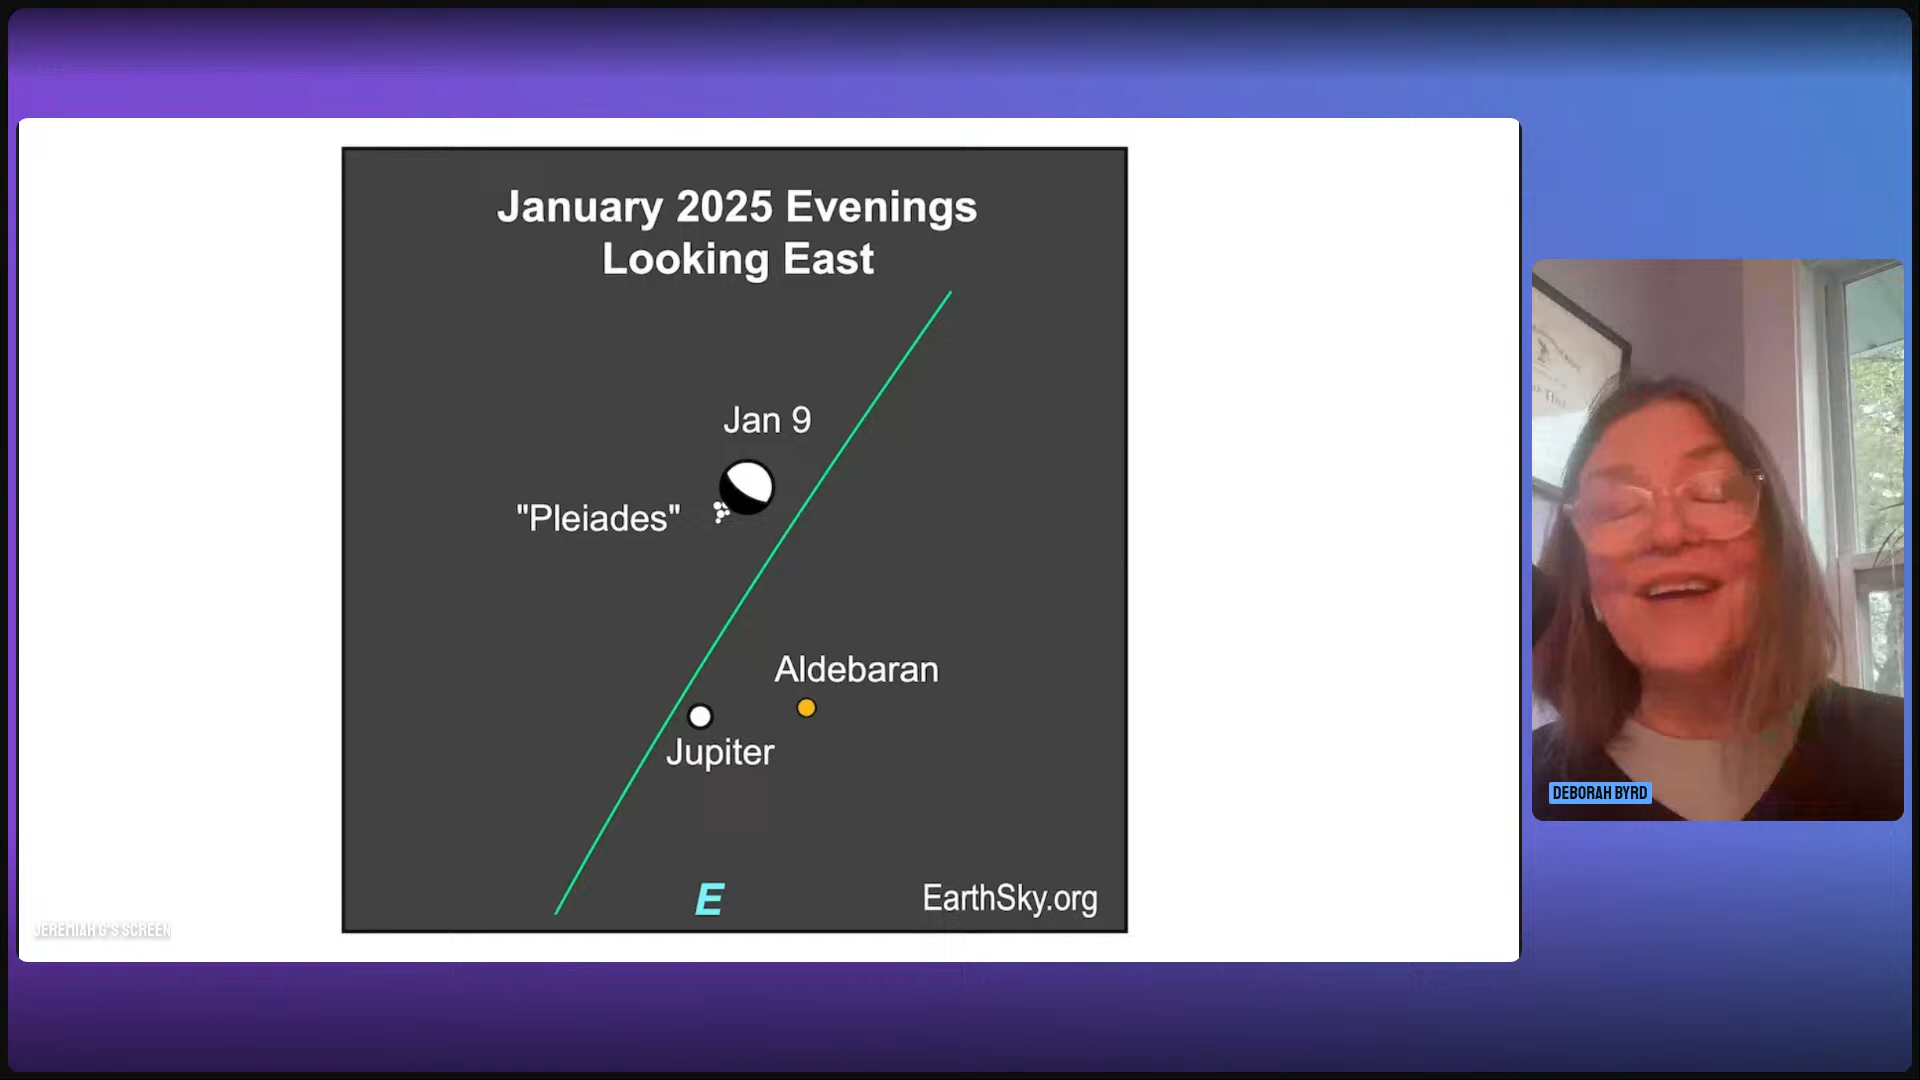 January 2025 Evenings
Looking East
Jan 9
"Pleiades"
Aldebaran
Jupiter
E
EarthSky.org
JEREMIAH G'S SCREEN
DEBORAH BYRD